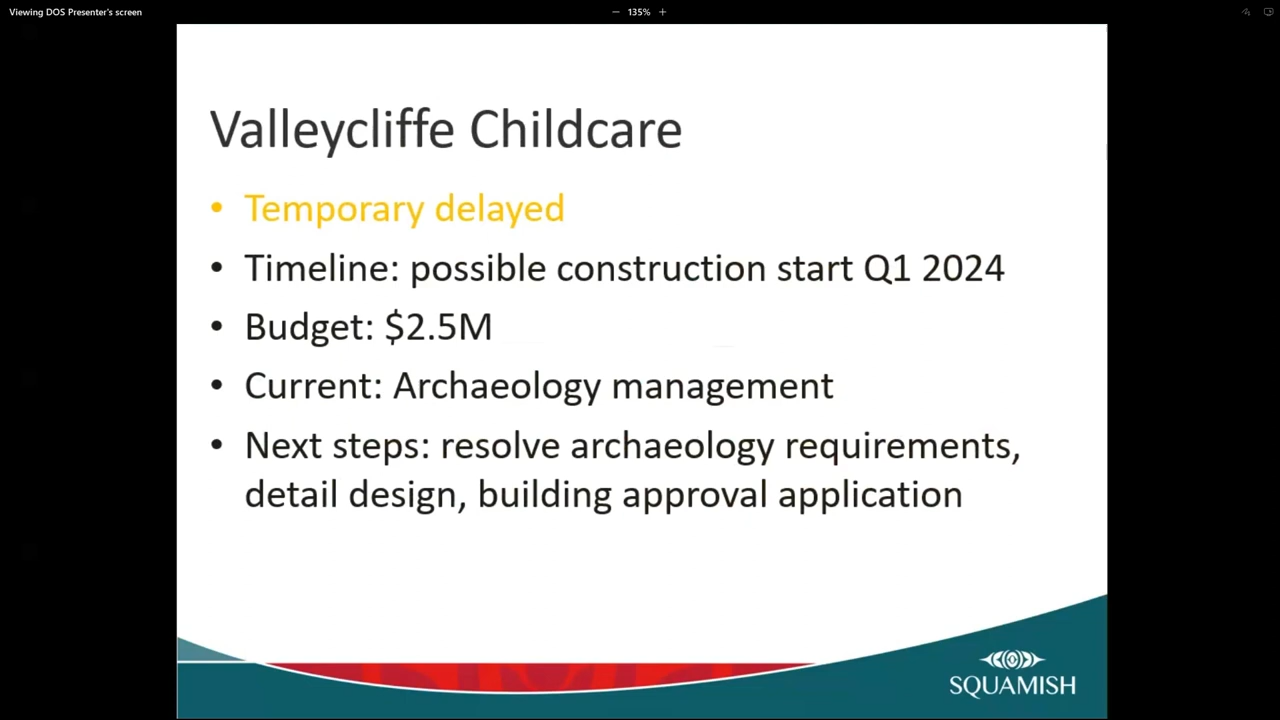 Viewing DOS Presenter's screen
− 135% +
Valleycliffe Childcare
• Temporary delayed
• Timeline: possible construction start Q1 2024
• Budget: $2.5M
• Current: Archaeology management
• Next steps: resolve archaeology requirements,
detail design, building approval application
SQUAMISH